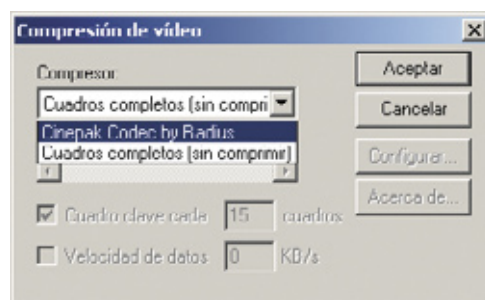 Compresión de vídeo
Compresor:
Cuadros completos (sin compri
Cinepak Codec by Radius
Cuadros completos (sin comprimir)
Cuadro clave cada 15 cuadros
Velocidad de datos 0 KB/s
Aceptar
Cancelar
Configurar...
Acerca de...